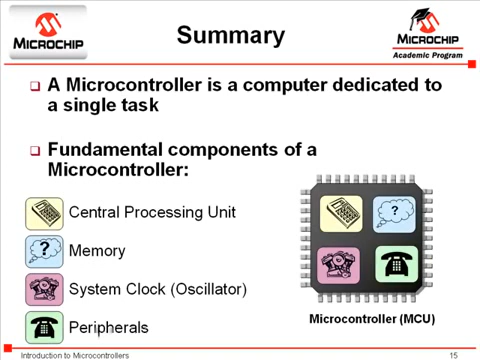 MICROCHIP
Summary
MICROCHIP
Academic Program
A Microcontroller is a computer dedicated to
a single task
Fundamental components of a
Microcontroller:
Central Processing Unit
?
Memory
System Clock (Oscillator)
Peripherals
?
Microcontroller (MCU)
Introduction to Microcontrollers
15